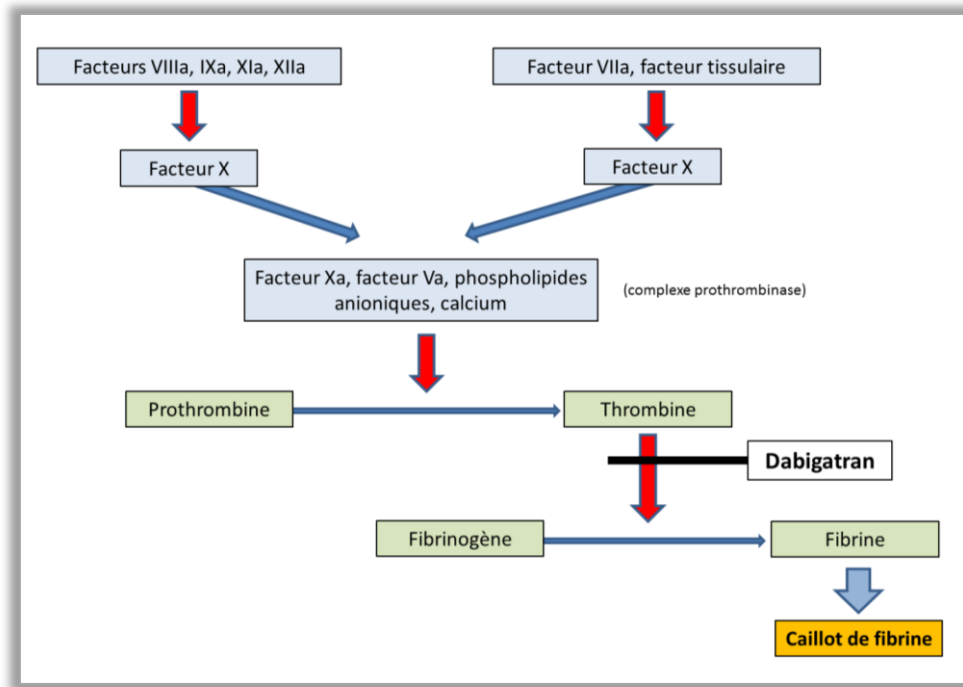 Facteurs VIIIa, IXa, XIa, XIIa
Facteur VIIa, facteur tissulaire
Facteur X
Facteur X
Facteur Xa, facteur Va, phospholipides
anioniques, calcium
(complexe prothrombinase)
Prothrombine
Thrombine
Dabigatran
Fibrinogène
Fibrine
Caillot de fibrine